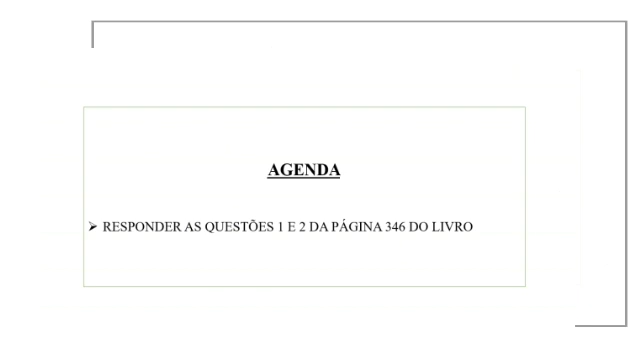 AGENDA
➢ RESPONDER AS QUESTÕES 1 E 2 DA PÁGINA 346 DO LIVRO